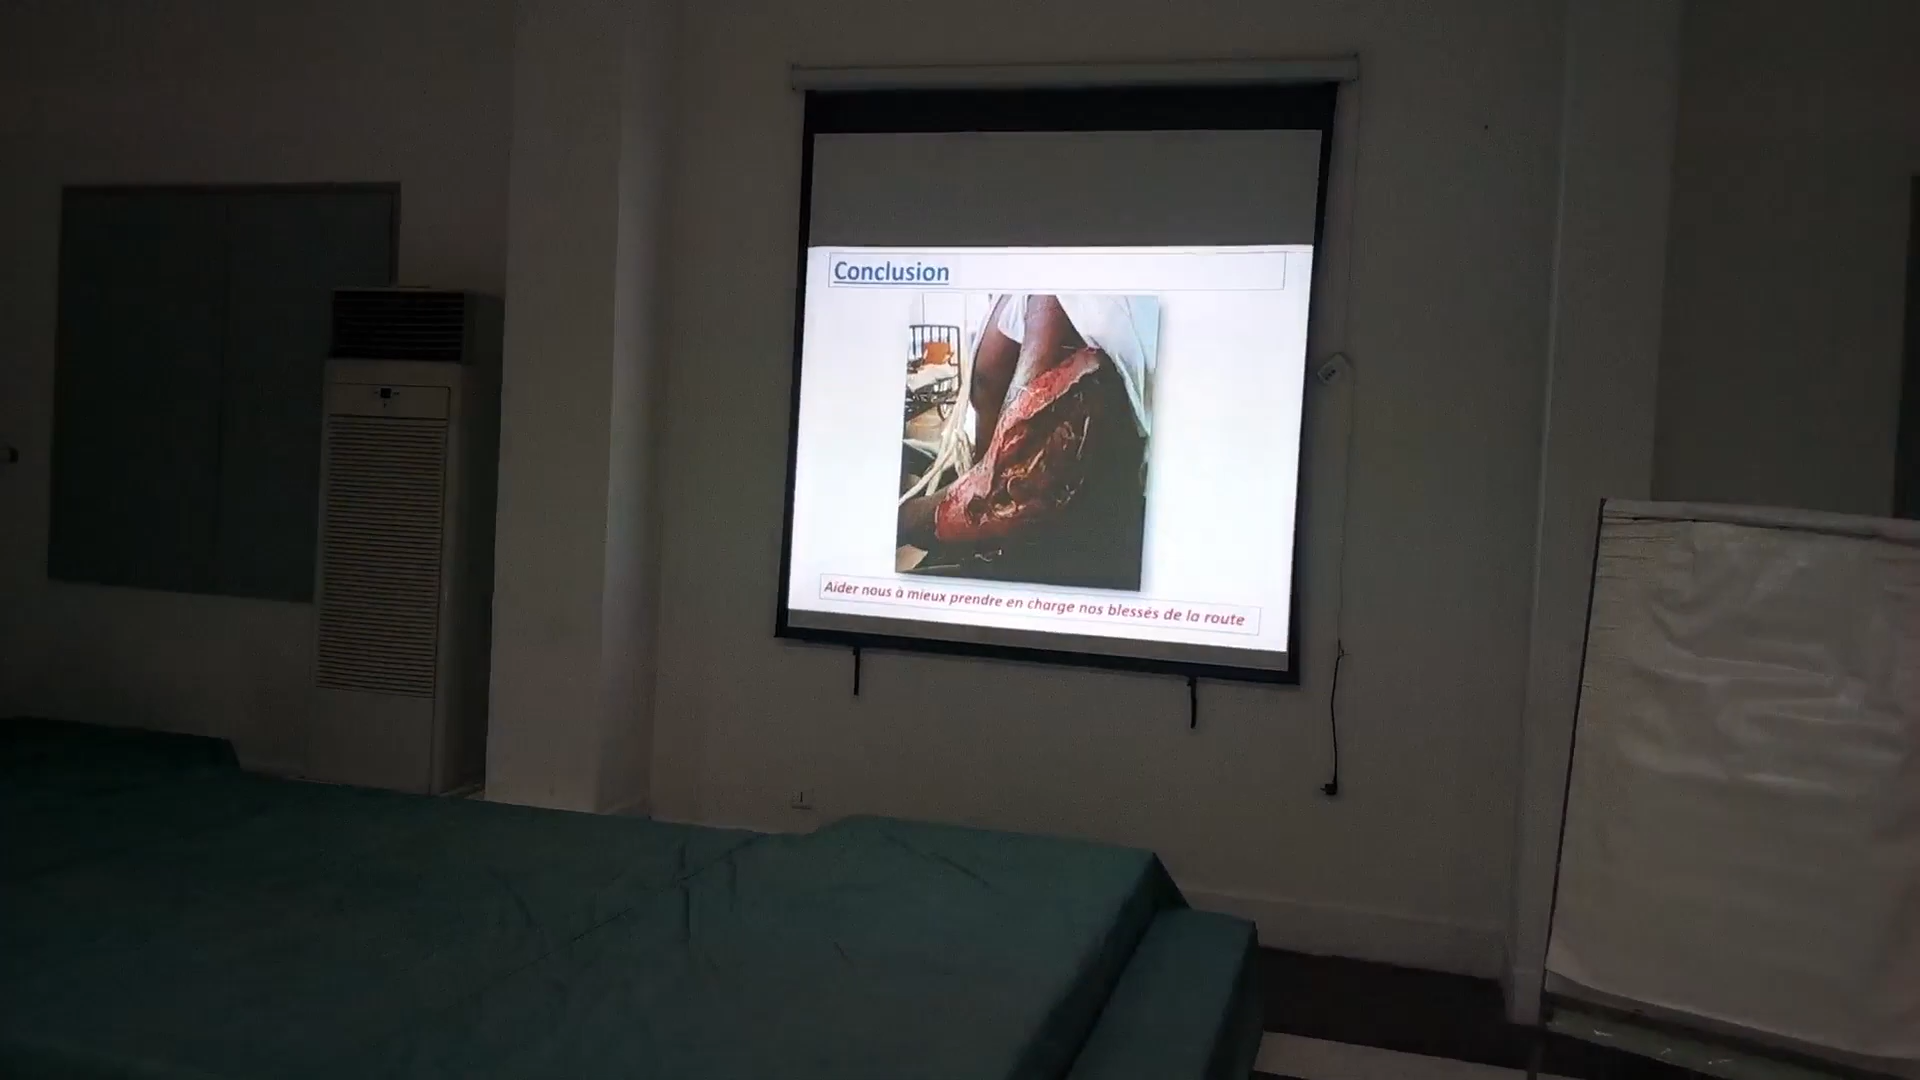 Conclusion
Aider nous à mieux prendre en charge nos blessés de la route